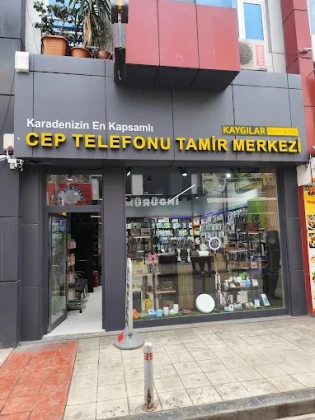 Karadenizin En Kapsamlı
KAYGILAR
CEP TELEFONU TAMİR MERKEZİ